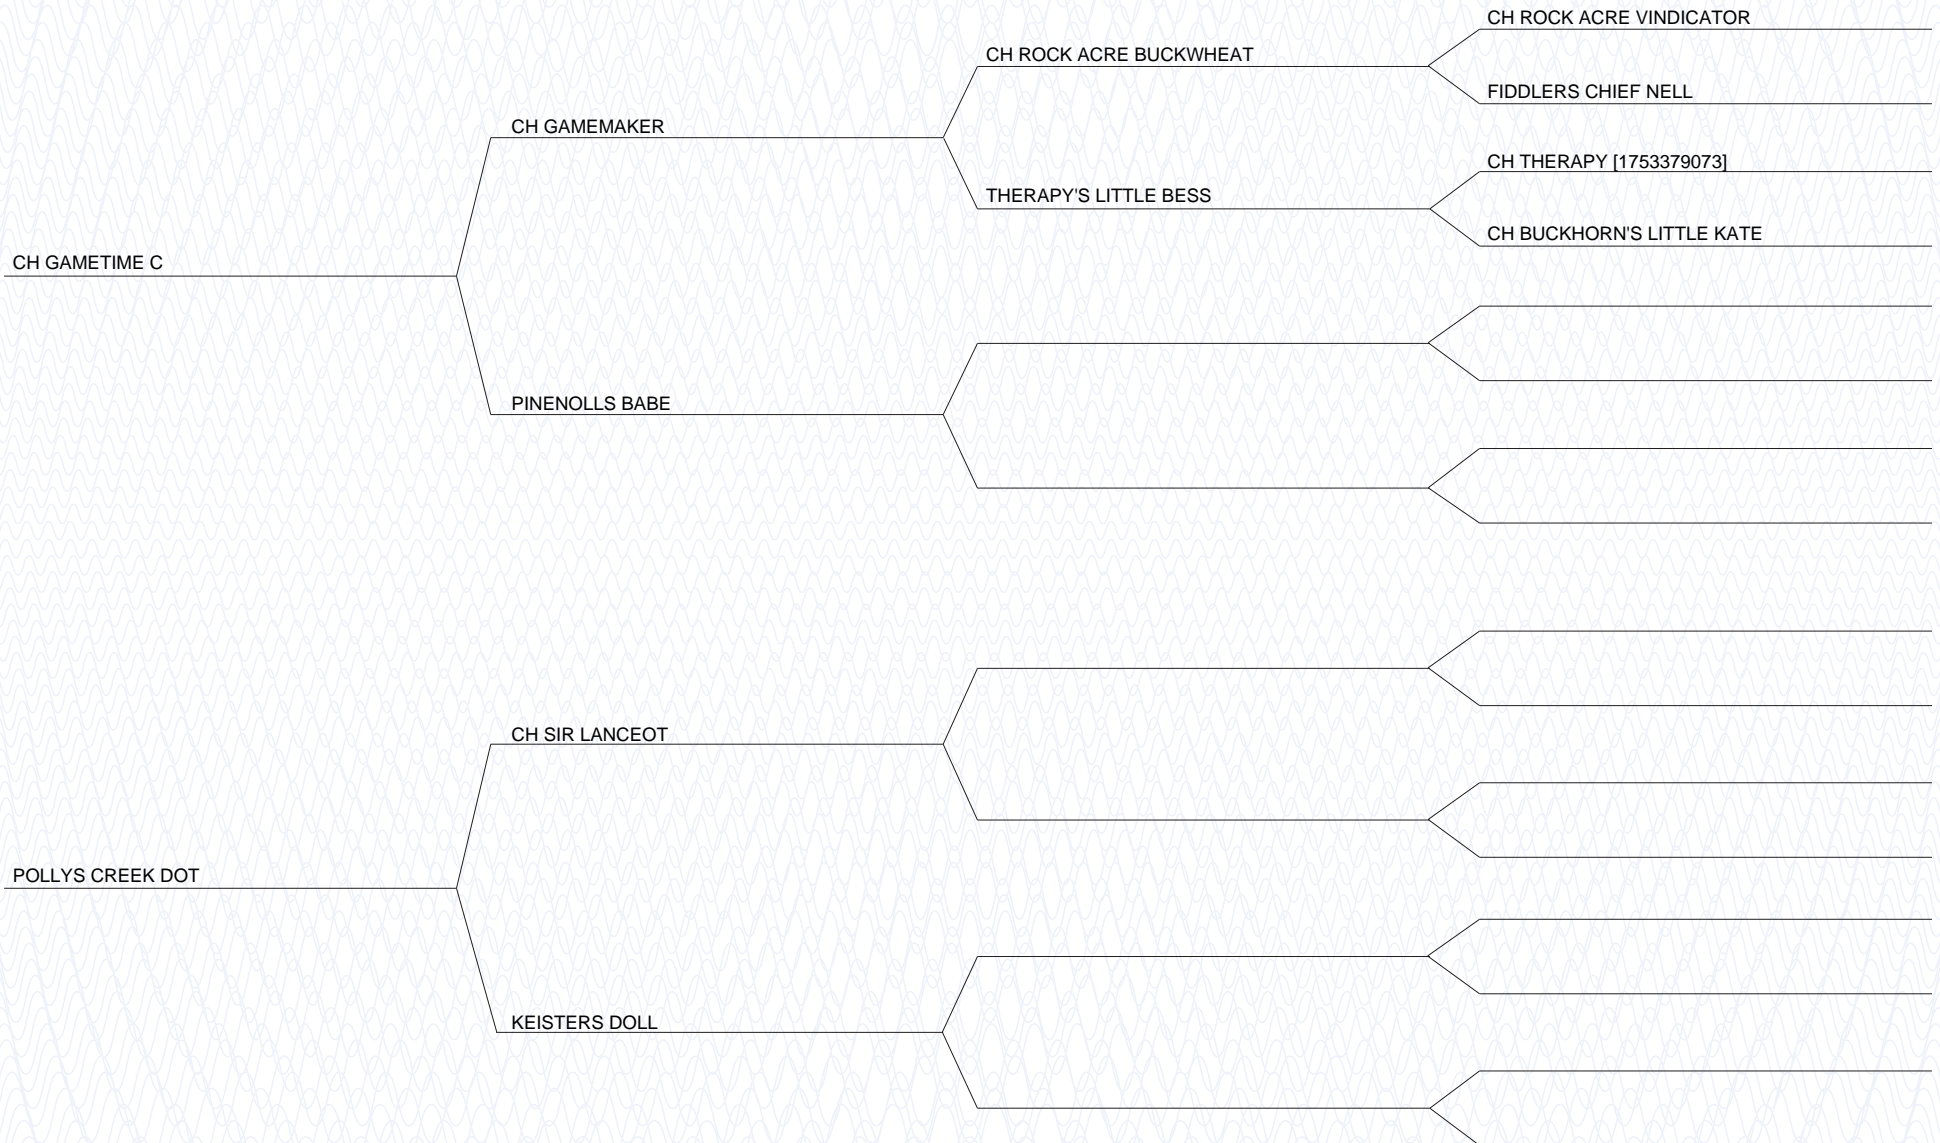 CH ROCK ACRE VINDICATOR
CH ROCK ACRE BUCKWHEAT
FIDDLERS CHIEF NELL
CH GAMEMAKER
CH THERAPY [1753379073]
THERAPY'S LITTLE BESS
CH BUCKHORN'S LITTLE KATE
CH GAMETIME C
PINENOLLS BABE
CH SIR LANCEOT
POLLYS CREEK DOT
KEISTERS DOLL